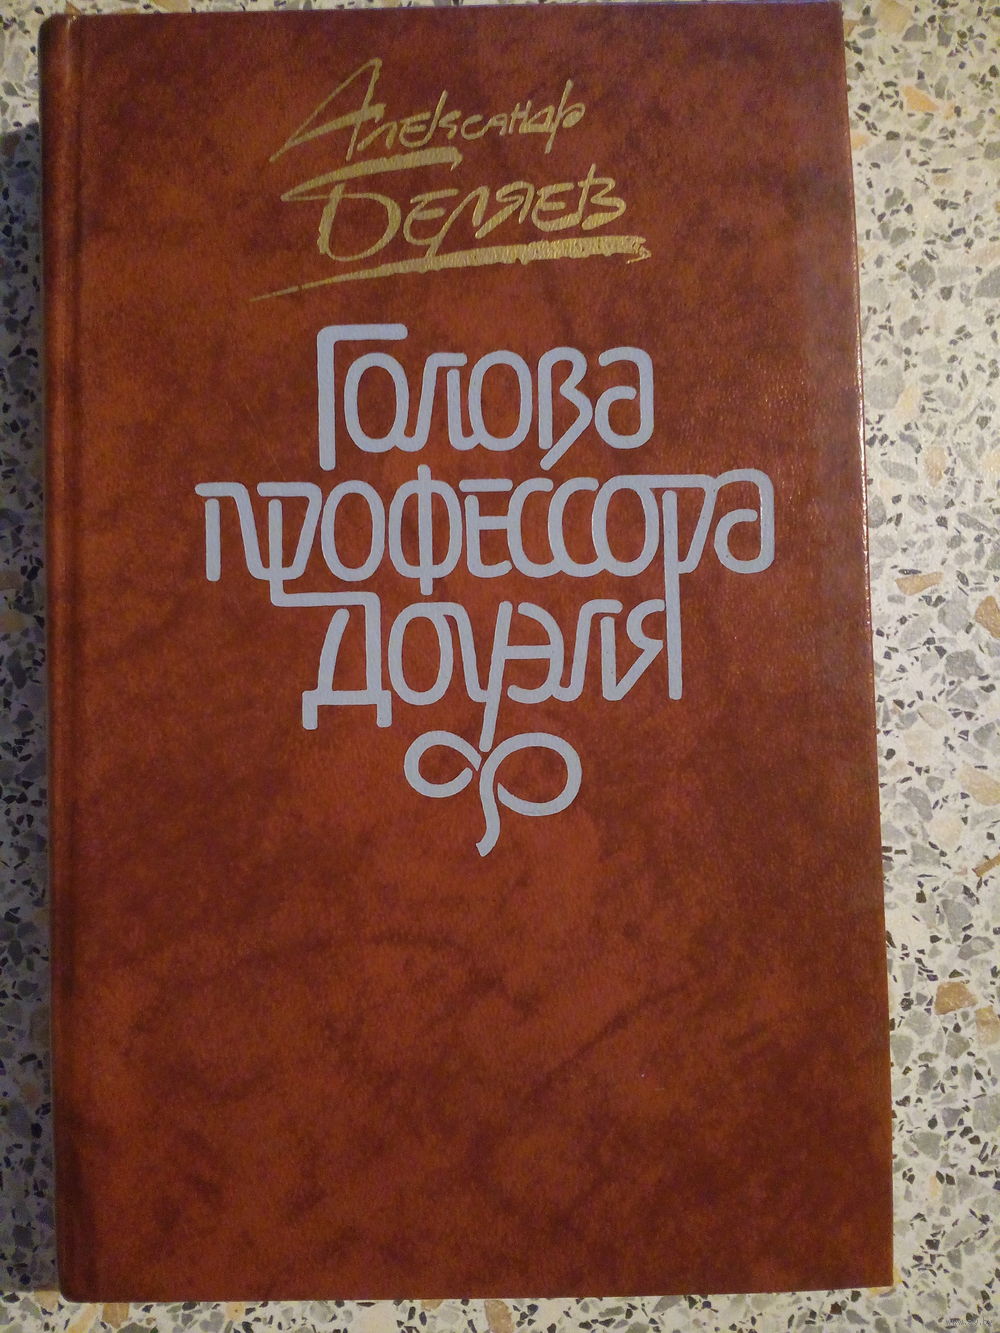 Александр
Беляев
Голова
профессора
Доуэля